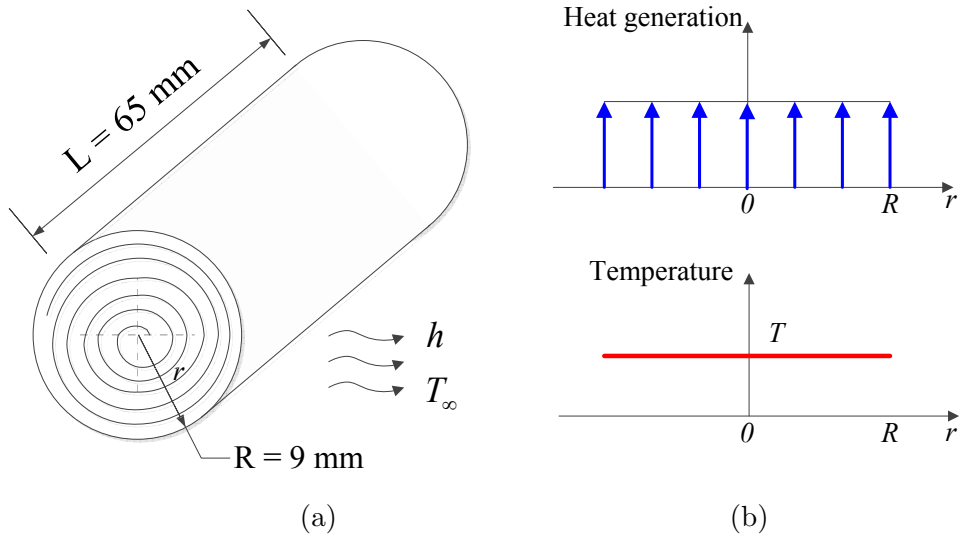 L = 65 mm
r
R = 9 mm
h
T∞
(a)
Heat generation
0
R
r
Temperature
T
0
R
r
(b)